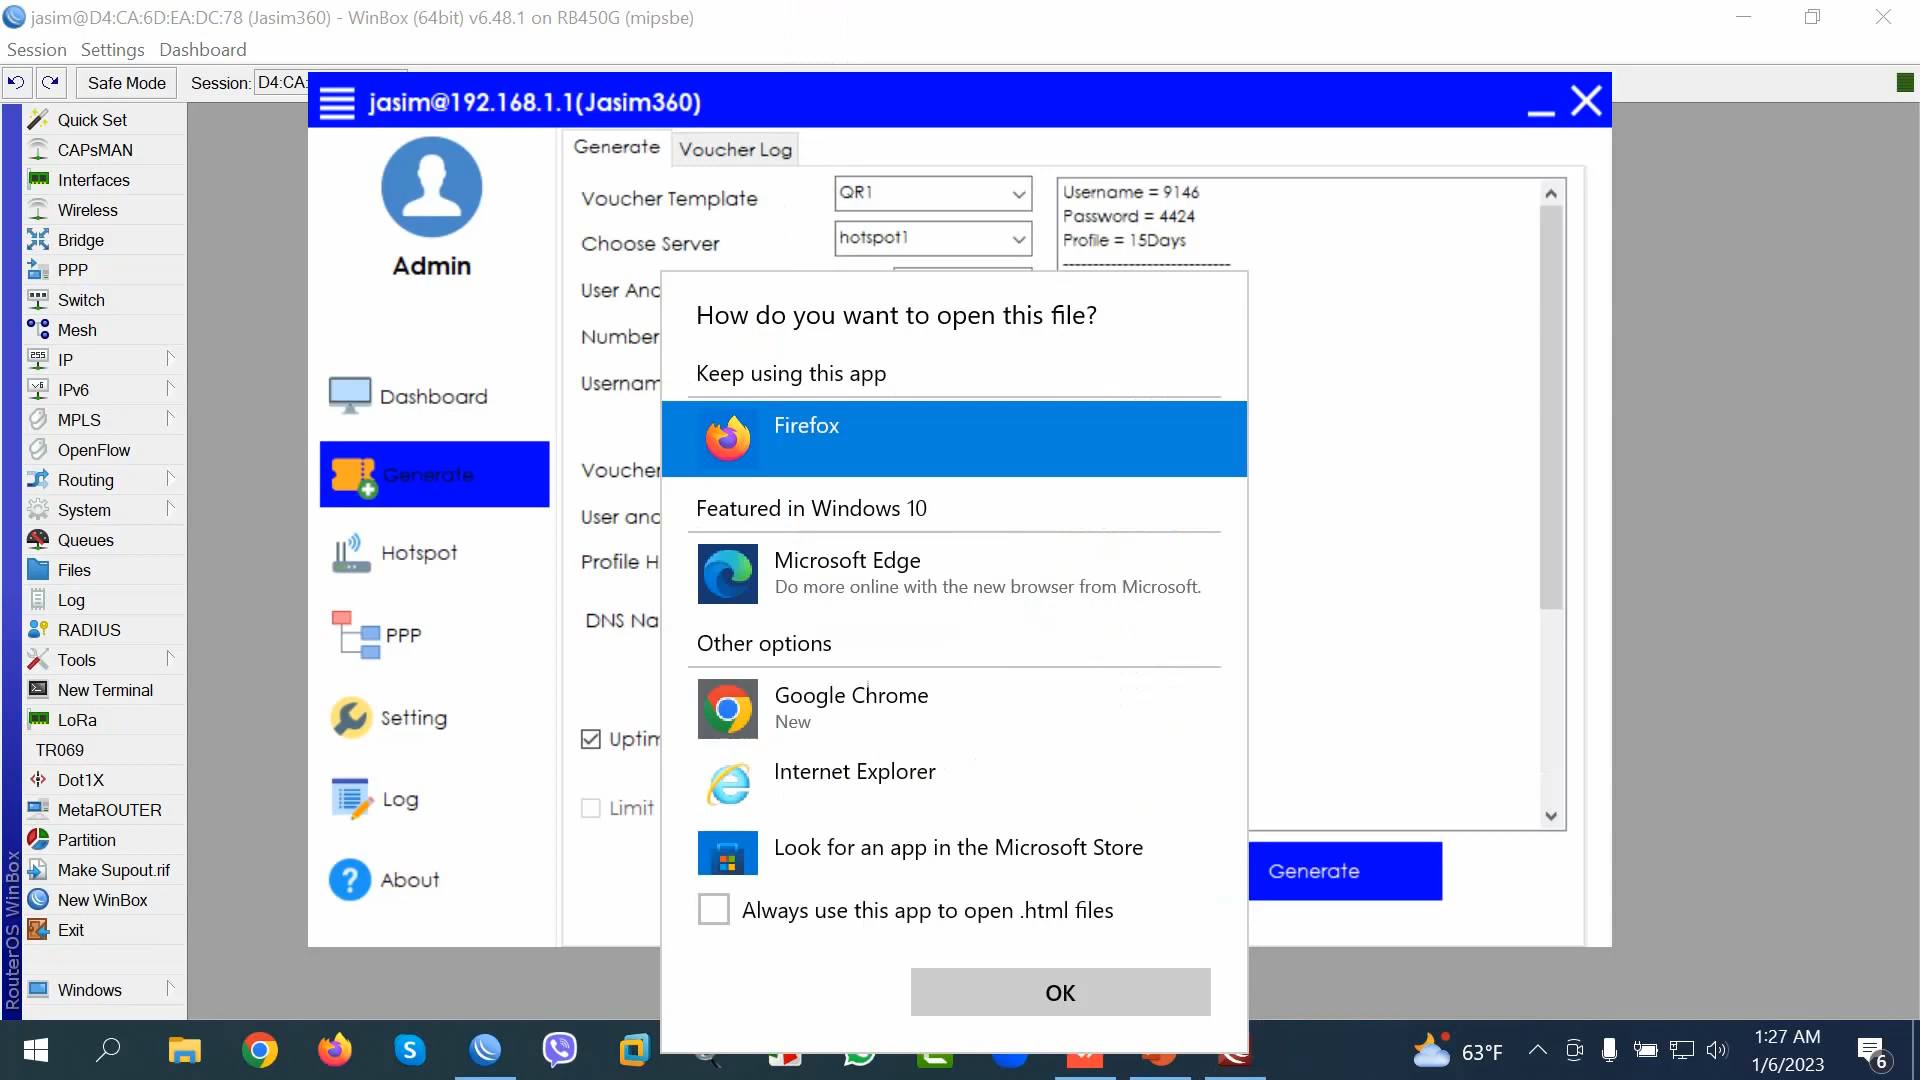 jasim@D4:CA:6D:EA:DC:78 (Jasim360) - WinBox (64bit) v6.48.1 on RB450G (mipsbe)
Session Settings Dashboard
Safe Mode Session: D4:CA:
jasim@192.168.1.1(Jasim360)
Quick Set
CAPsMAN
Interfaces
Wireless
Bridge
PPP
Switch
Mesh
IP
IPv6
MPLS
OpenFlow
Routing
System
Queues
Files
Log
RADIUS
Tools
New Terminal
LoRa
TR069
Dot1X
MetaROUTER
Partition
Make Supout.rif
New WinBox
Exit
Windows
RouterOS WinBox
Admin
Dashboard
Generate
Hotspot
PPP
Setting
Log
About
Generate Voucher Log
Voucher Template QR1
Choose Server hotspot1
User Anc
Number
Usernam
Voucher
User anc
Profile H
DNS Na
Uptim
Limit
Username = 9146
Password = 4424
Profile = 15Days
----------------------------
Generate
How do you want to open this file?
Keep using this app
Firefox
Featured in Windows 10
Microsoft Edge
Do more online with the new browser from Microsoft.
Other options
Google Chrome
New
Internet Explorer
Look for an app in the Microsoft Store
Always use this app to open .html files
OK
63°F
1:27 AM
1/6/2023
6